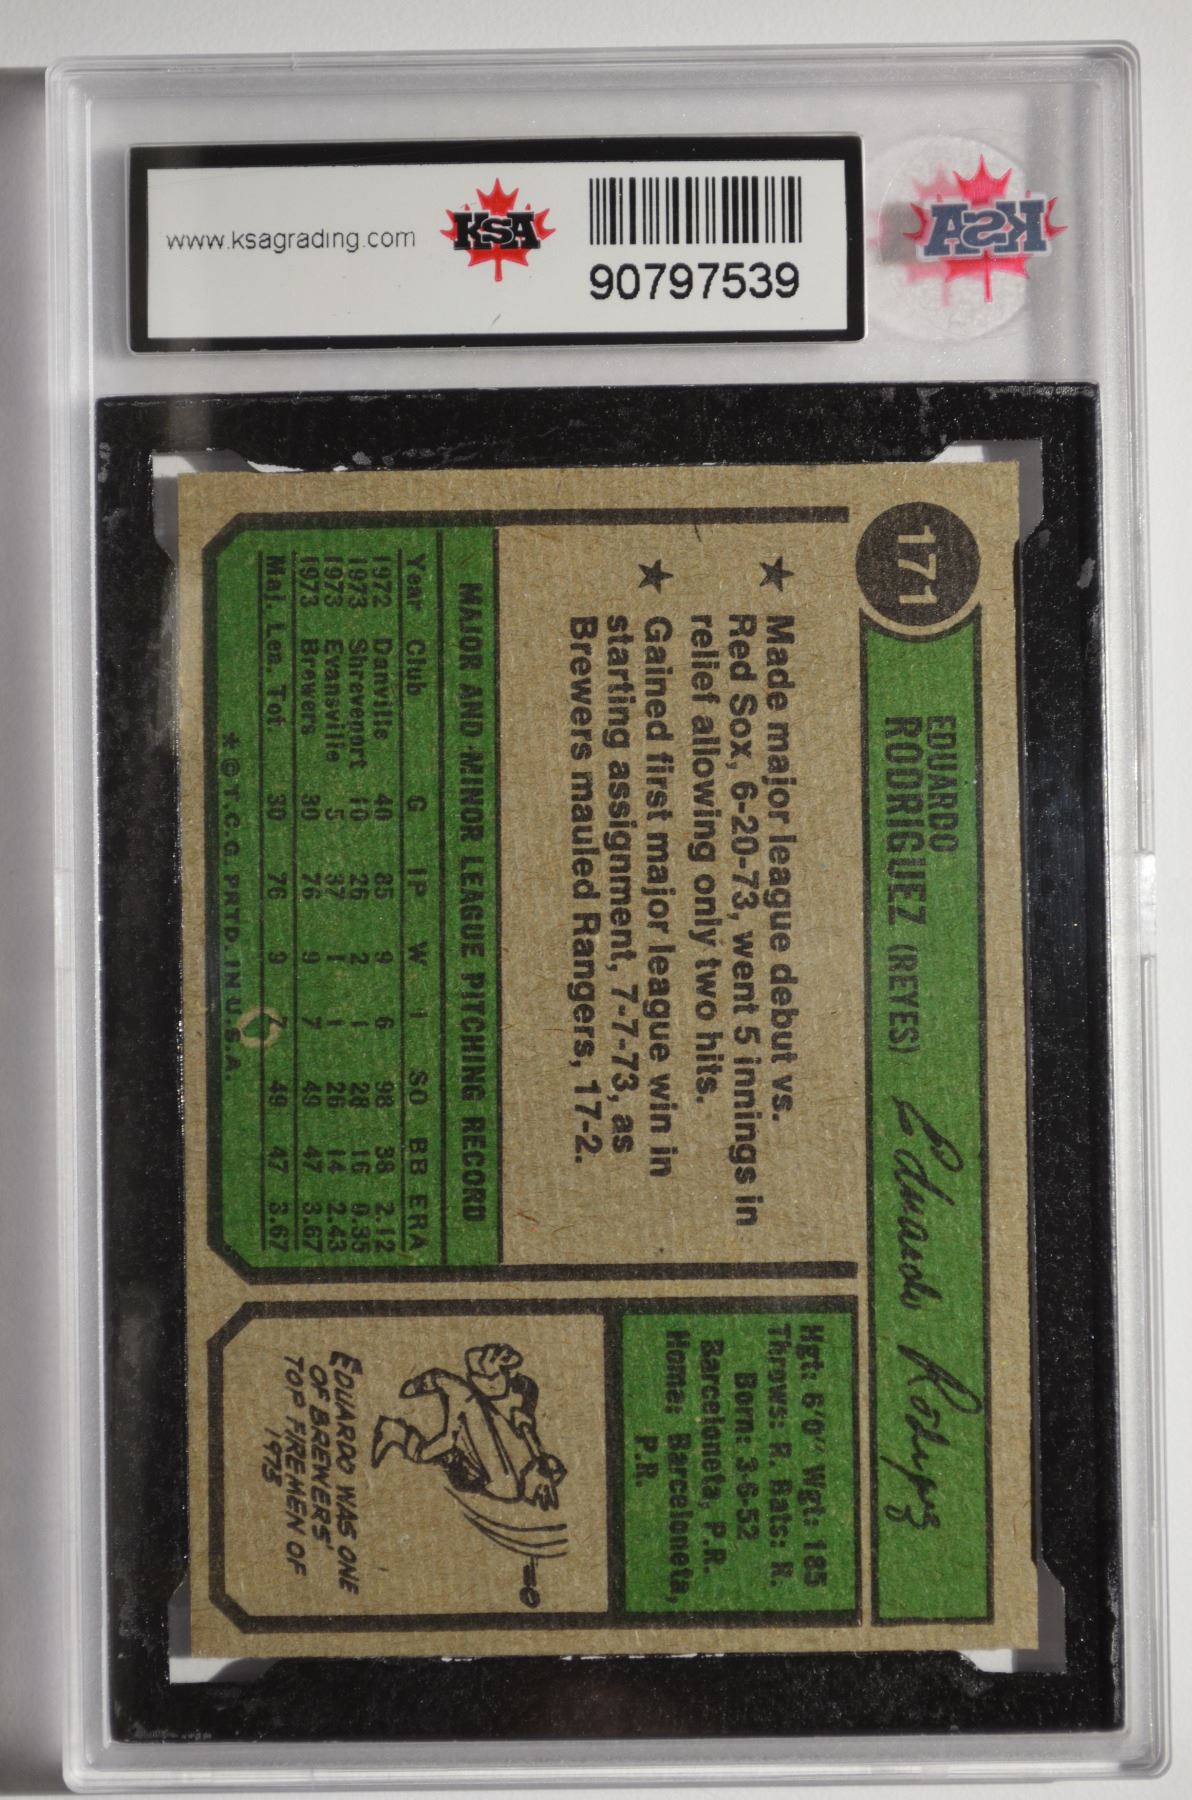 www.ksagrading.com
KSA
90797539
KSA
171
EDUARDO
RODRIGUEZ (REYES)
Eduardo Rodriguez
★ Made major league debut vs.
Red Sox, 6-20-73, went 5 innings in
relief allowing only two hits.
★ Gained first major league win in
starting assignment, 7-7-73, as
Brewers mauled Rangers, 17-2.
MAJOR AND MINOR LEAGUE PITCHING RECORD
Year Club G IP W L SO BB ERA
1972 Danville 40 85 9 6 98 38 2.12
1973 Shreveport 10 26 2 1 28 16 0.35
1973 Evansville 5 37 1 1 26 14 2.43
1973 Brewers 30 76 9 7 49 47 3.67
Maj. Lea. Tot. 30 76 9 7 49 47 3.67
* © T.C.G. PRTD. IN U.S.A.
Hgt: 6'0" Wgt: 185
Throws: R. Bats: R.
Born: 3-6-52
Barceloneta, P.R.
Home: Barceloneta,
P.R.
EDUARDO WAS ONE
OF BREWERS'
TOP FIREMEN OF
1973